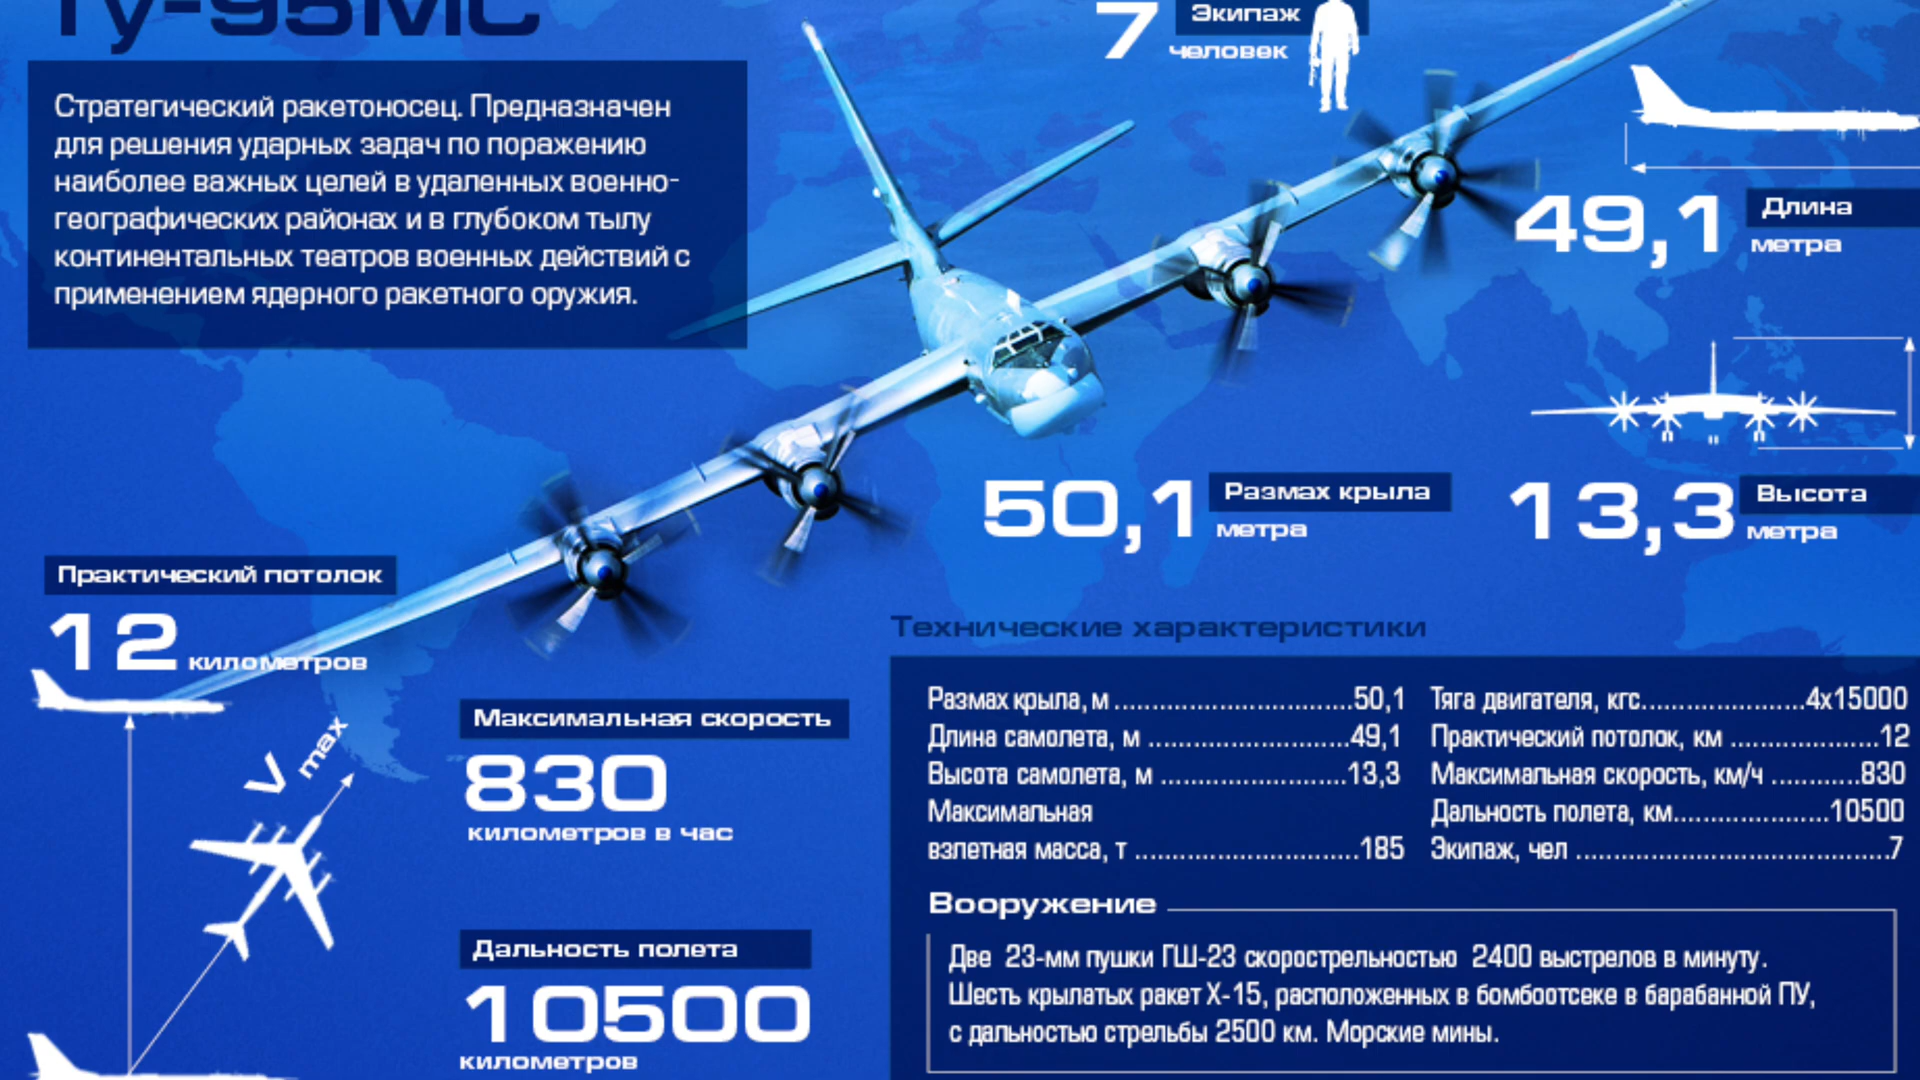 Ту-95МС
Стратегический ракетоносец. Предназначен
для решения ударных задач по поражению
наиболее важных целей в удаленных военно-
географических районах и в глубоком тылу
континентальных театров военных действий с
применением ядерного ракетного оружия.
7 Экипаж
человек
49,1 Длина
метра
50,1 Размах крыла
метра
13,3 Высота
метра
Практический потолок
12 километров
V max
Максимальная скорость
830
километров в час
Дальность полета
10500
километров
Технические характеристики
Размах крыла, м ................................50,1
Длина самолета, м ...........................49,1
Высота самолета, м .........................13,3
Максимальная
взлетная масса, т ..............................185
Тяга двигателя, кгс......................4х15000
Практический потолок, км ....................12
Максимальная скорость, км/ч ............830
Дальность полета, км.....................10500
Экипаж, чел ..........................................7
Вооружение
Две 23-мм пушки ГШ-23 скорострельностью 2400 выстрелов в минуту.
Шесть крылатых ракет Х-15, расположенных в бомбоотсеке в барабанной ПУ,
с дальностью стрельбы 2500 км. Морские мины.